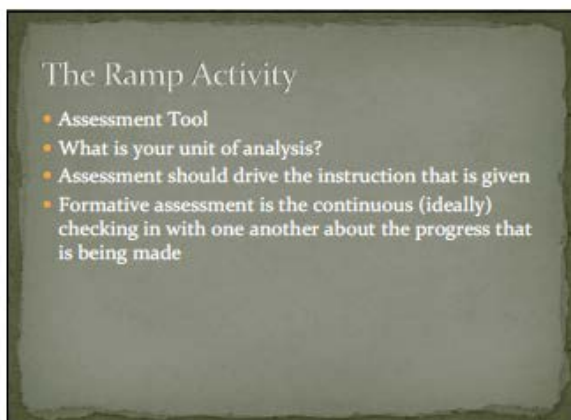 The Ramp Activity
Assessment Tool
What is your unit of analysis?
Assessment should drive the instruction that is given
Formative assessment is the continuous (ideally)
checking in with one another about the progress that
is being made